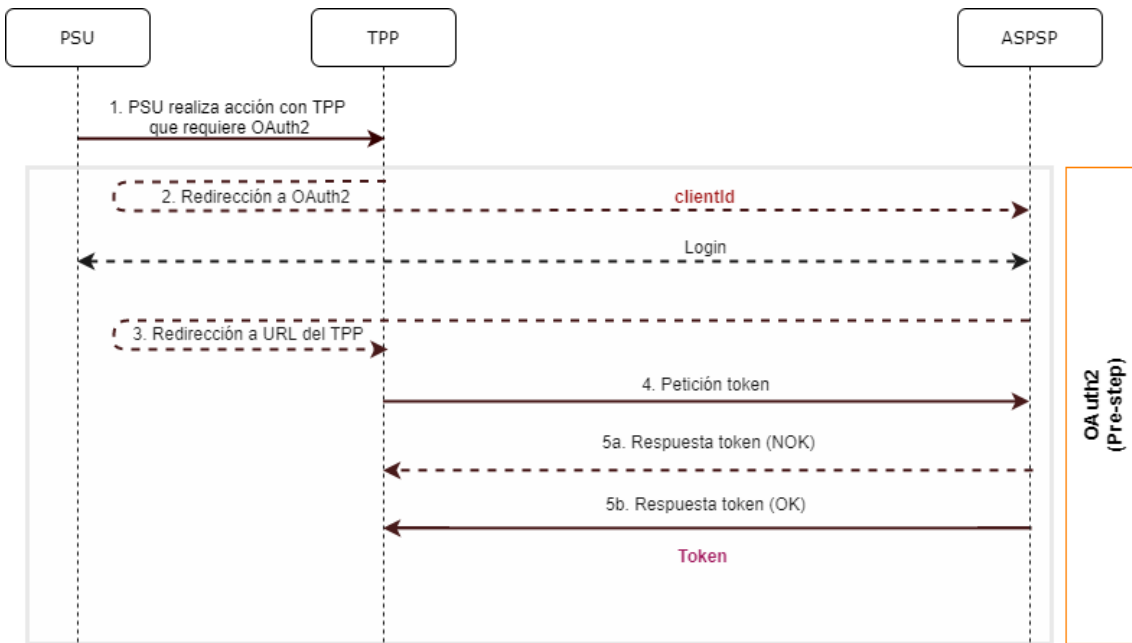 PSU
TPP
ASPSP
1. PSU realiza acción con TPP
que requiere OAuth2
2. Redirección a OAuth2
clientId
Login
3. Redirección a URL del TPP
4. Petición token
5a. Respuesta token (NOK)
5b. Respuesta token (OK)
Token
OAuth2
(Pre-step)